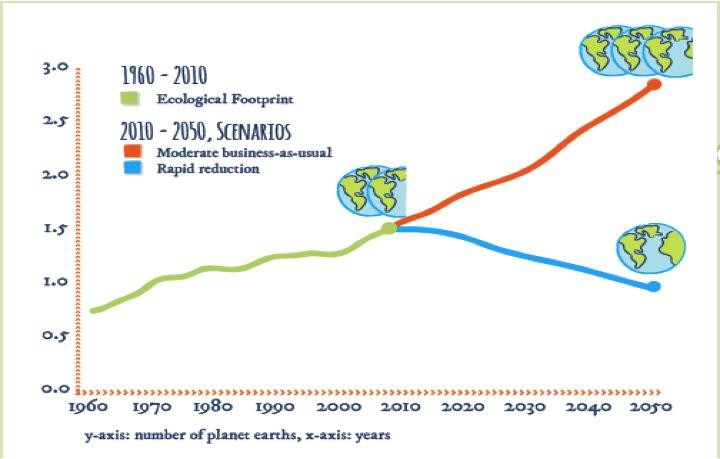 3.0
1960 - 2010
Ecological Footprint
2.5
2010 - 2050, SCENARIOS
Moderate business-as-usual
Rapid reduction
2.0
1.5
1.0
0.5
0.0
1960 1970 1980 1990 2000 2010 2020 2030 2040 2050
y-axis: number of planet earths, x-axis: years